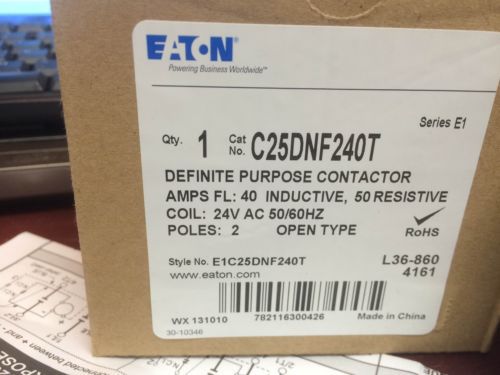 EATON
Powering Business Worldwide™
Series E1
Qty. 1 Cat No. C25DNF240T
DEFINITE PURPOSE CONTACTOR
AMPS FL: 40 INDUCTIVE, 50 RESISTIVE
COIL: 24V AC 50/60HZ
POLES: 2 OPEN TYPE
RoHS
Style No. E1C25DNF240T
L36-860
www.eaton.com
4161
WX 131010
782116300426
Made in China
30-10346